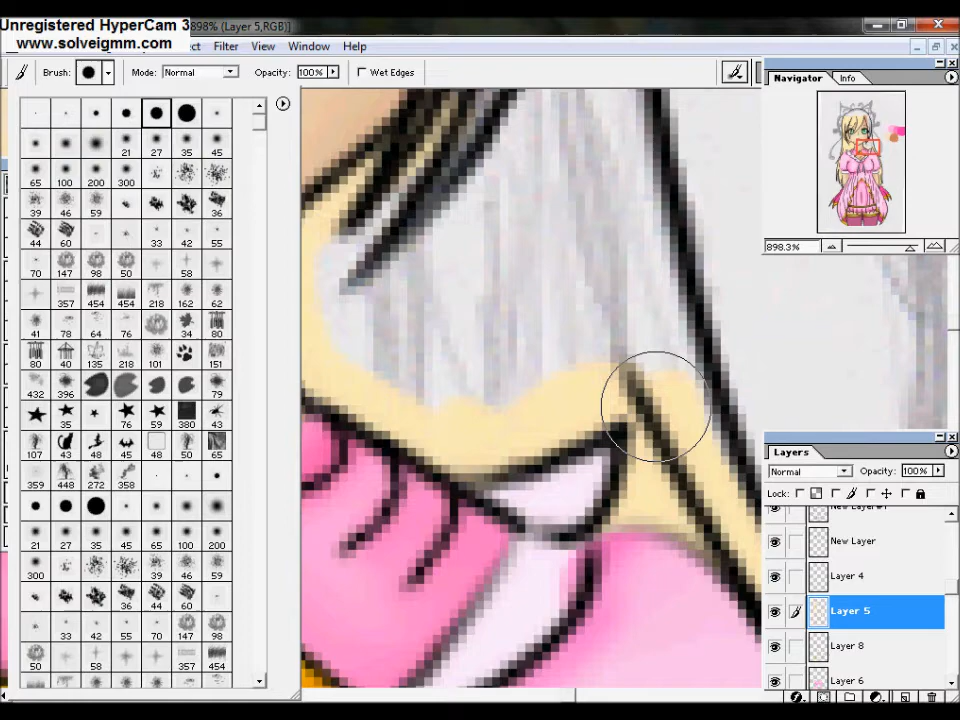 Unregistered HyperCam 3
www.solveigmm.com
898% (Layer 5,RGB)]
ct Filter View Window Help
Brush: Mode: Normal Opacity: 100% Wet Edges
Navigator Info
898.3%
21 27 35 45
65 100 200 300
39 46 59 36
44 60 33 42 55
70 147 98 50 58
357 454 454 218 162 62
41 78 64 76 34 80
80 40 135 218 101 151
432 396 79
35 76 59 380 43
107 43 48 45 48 50 65
359 448 272 358
21 27 35 45 65 100 200
300 39 46 59
36 44 60
33 42 55 70 147 98
50 58 357 454
Layers
Normal Opacity: 100%
Lock:
New Layer
Layer 4
Layer 5
Layer 8
Layer 6